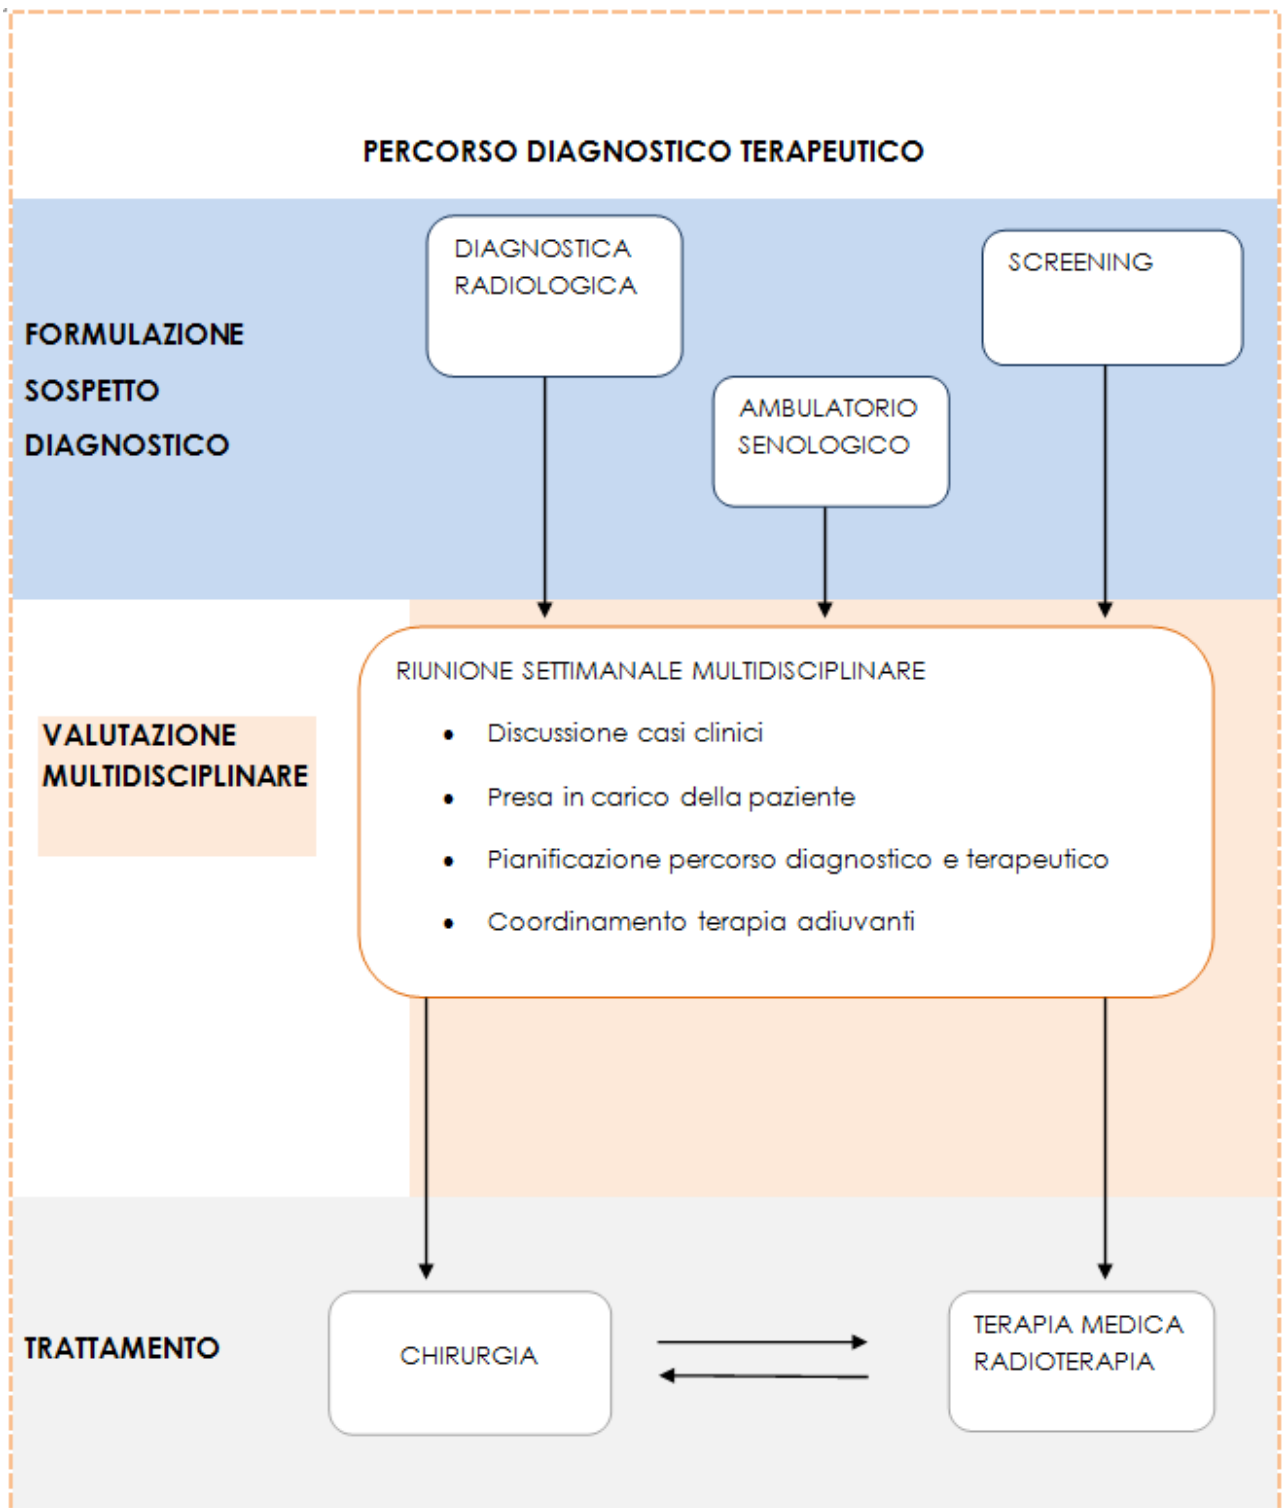 PERCORSO DIAGNOSTICO TERAPEUTICO
FORMULAZIONE
SOSPETTO
DIAGNOSTICO
DIAGNOSTICA
RADIOLOGICA
AMBULATORIO
SENOLOGICO
SCREENING
VALUTAZIONE
MULTIDISCIPLINARE
RIUNIONE SETTIMANALE MULTIDISCIPLINARE
• Discussione casi clinici
• Presa in carico della paziente
• Pianificazione percorso diagnostico e terapeutico
• Coordinamento terapia adiuvanti
TRATTAMENTO
CHIRURGIA
TERAPIA MEDICA
RADIOTERAPIA